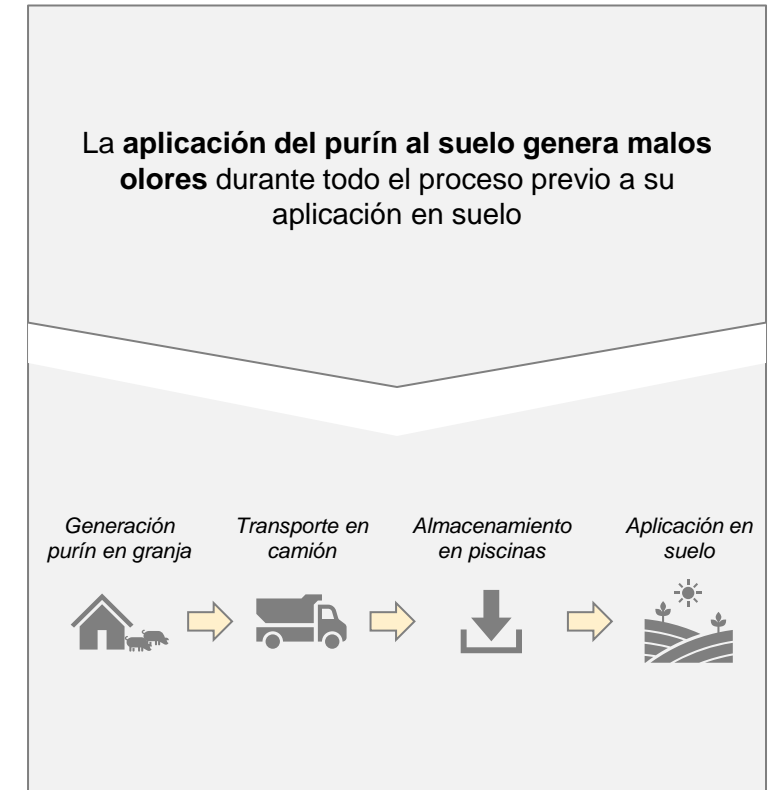 La aplicación del purín al suelo genera malos
olores durante todo el proceso previo a su
aplicación en suelo
Generación
purín en granja
Transporte en
camión
Almacenamiento
en piscinas
Aplicación en
suelo